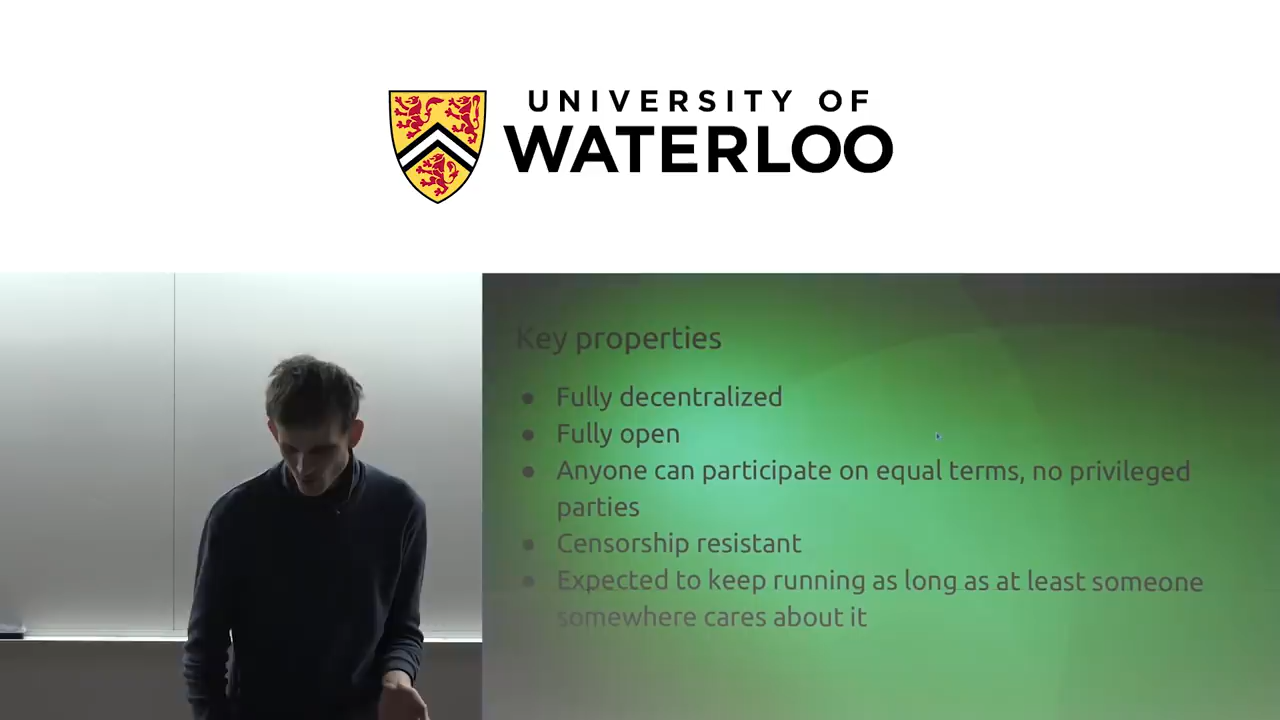 UNIVERSITY OF
WATERLOO
Key properties
● Fully decentralized
● Fully open
● Anyone can participate on equal terms, no privileged
parties
● Censorship resistant
● Expected to keep running as long as at least someone
somewhere cares about it